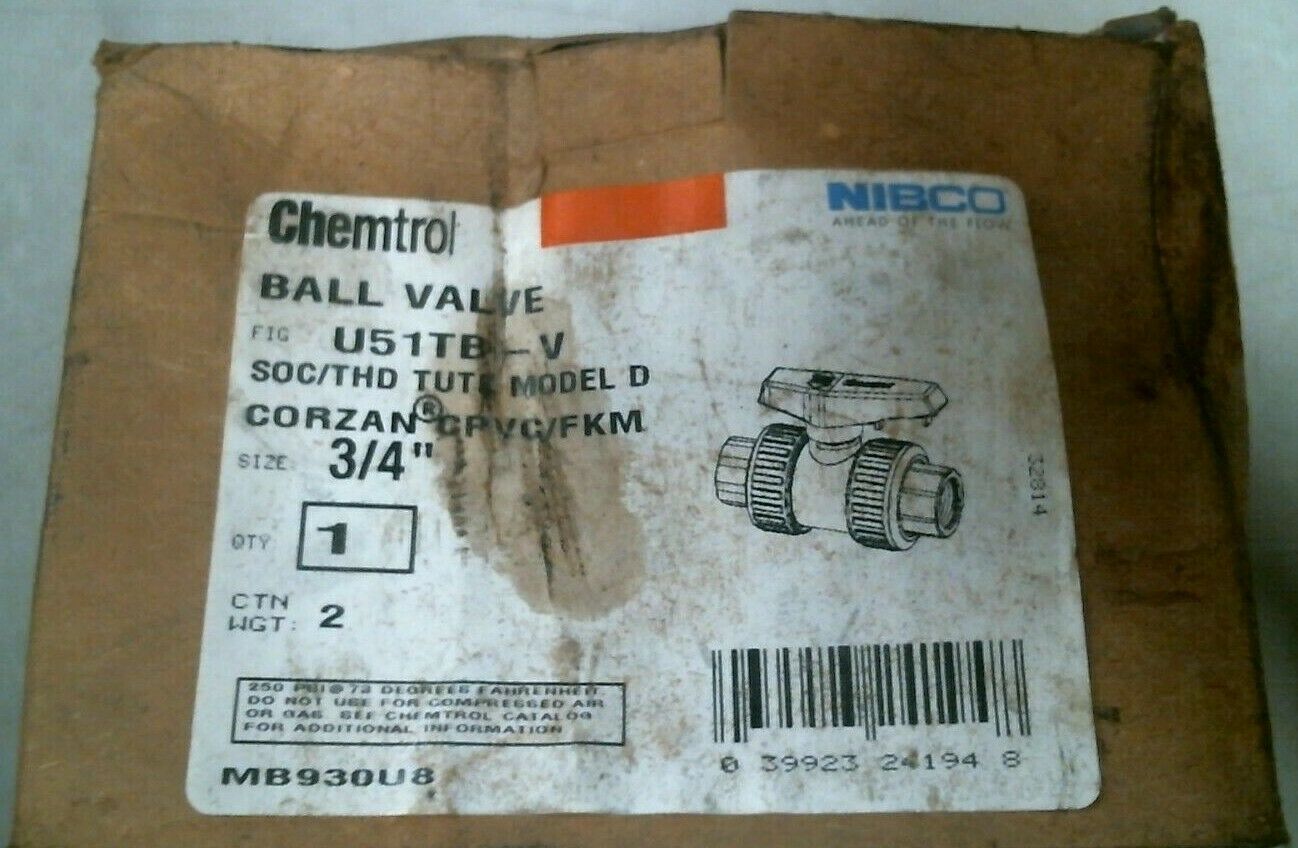 Chemtrol
NIBCO
AHEAD OF THE FLOW
BALL VALVE
FIG U51TB-V
SOC/THD TUTB MODEL D
CORZAN® CPVC/FKM
SIZE: 3/4"
QTY 1
CTN
WGT: 2
32814
250 PSI @ 73 DEGREES FAHRENHEIT
DO NOT USE FOR COMPRESSED AIR
OR GAS. SEE CHEMTROL CATALOG
FOR ADDITIONAL INFORMATION
MB930U8
0 39923 24194 8